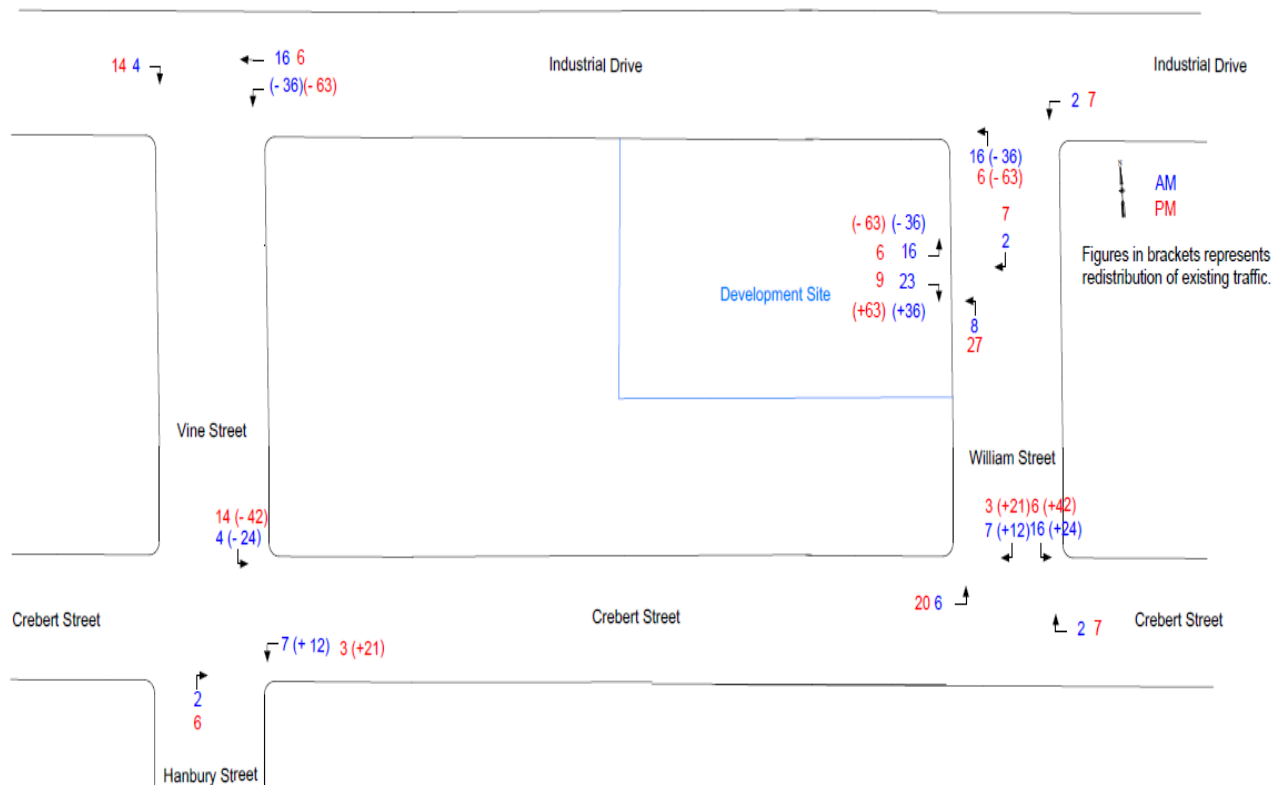 16 6
14 4
(- 36)(- 63)
Industrial Drive
Industrial Drive
2 7
16 (- 36)
6 (- 63)
N
AM
PM
7
2
(- 63) (- 36)
6 16
9 23
(+63) (+36)
Figures in brackets represents
redistribution of existing traffic.
Development Site
8
27
Vine Street
William Street
14 (- 42)
4 (- 24)
3 (+21)6 (+42)
7 (+12)16 (+24)
20 6
Crebert Street
Crebert Street
Crebert Street
2 7
7 (+ 12) 3 (+21)
2
6
Hanbury Street